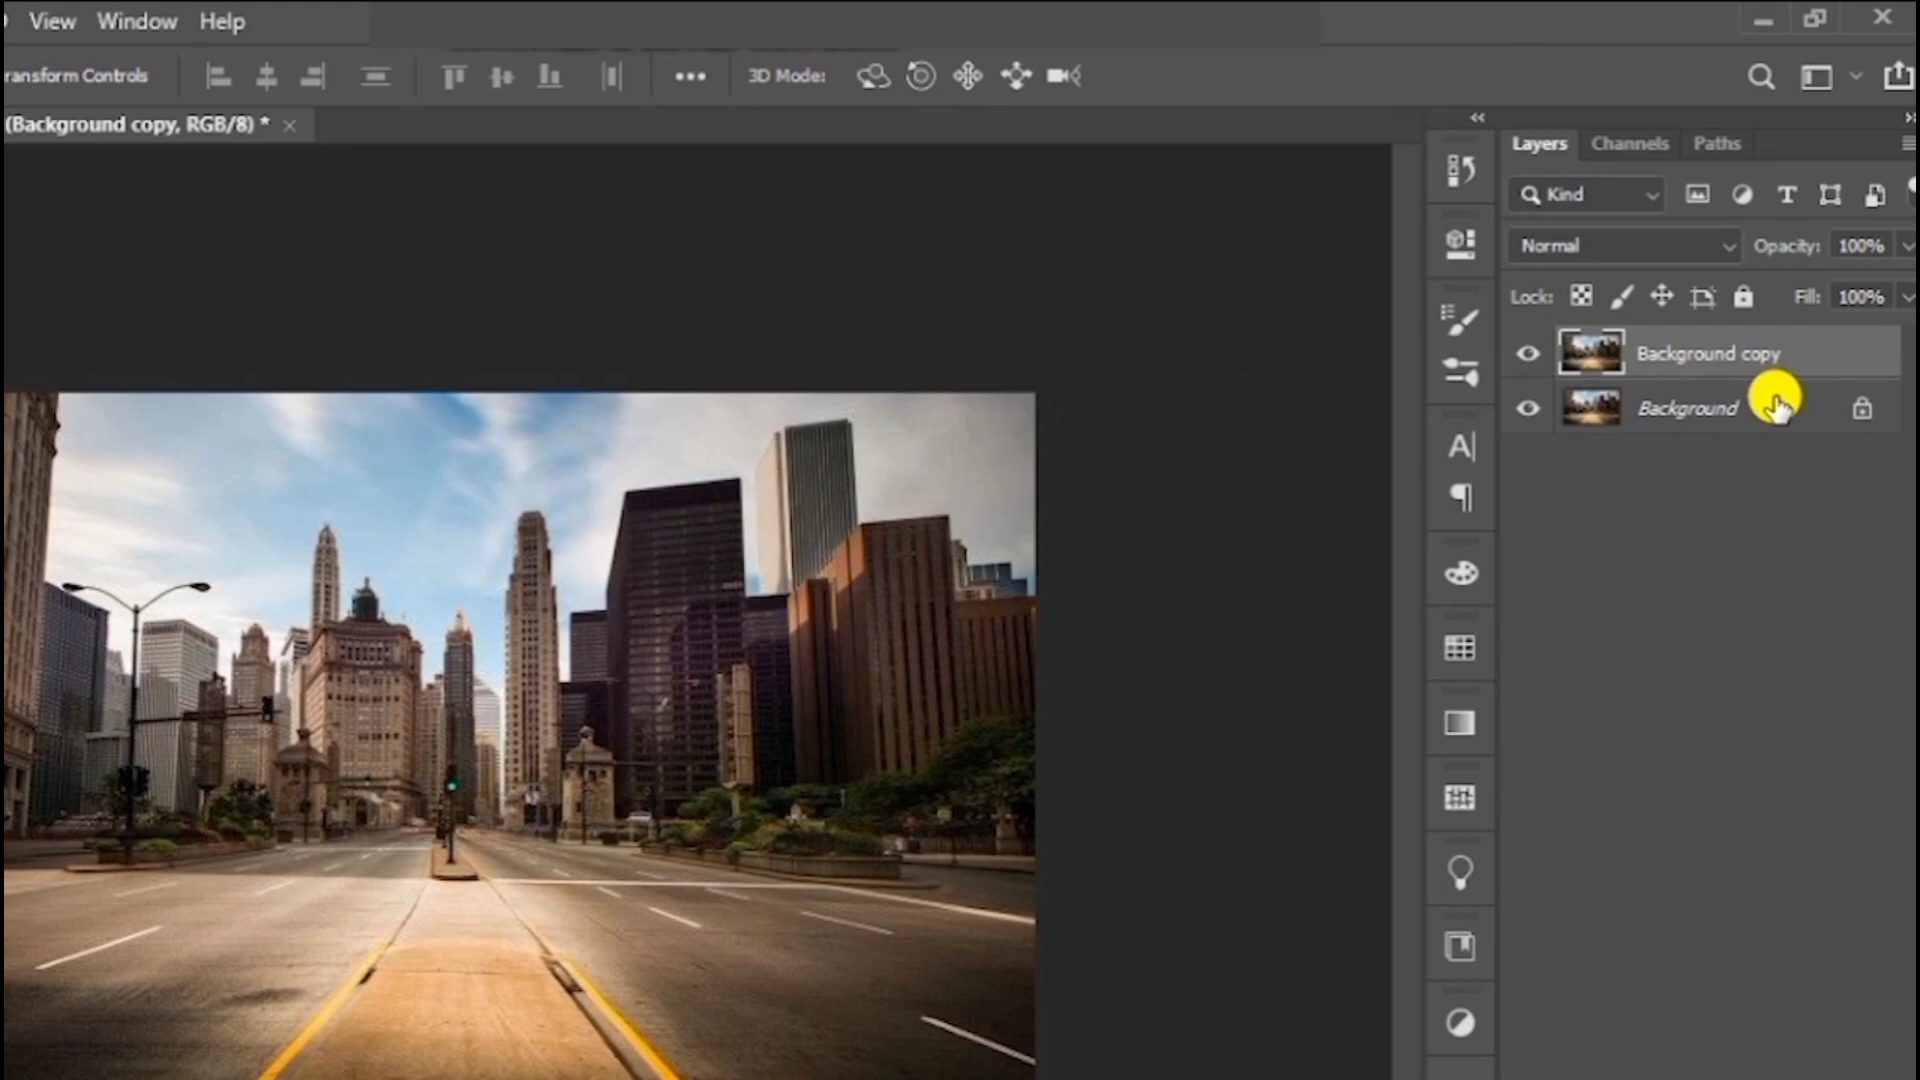 View Window Help
ransform Controls
3D Mode:
(Background copy, RGB/8) *
Layers Channels Paths
Kind
Normal Opacity: 100%
Lock: Fill: 100%
Background copy
Background